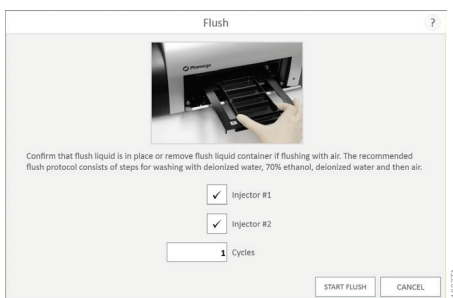 Flush
?
Promega
Confirm that flush liquid is in place or remove flush liquid container if flushing with air. The recommended
flush protocol consists of steps for washing with deionized water, 70% ethanol, deionized water and then air.
✓ Injector #1
✓ Injector #2
1 Cycles
START FLUSH CANCEL